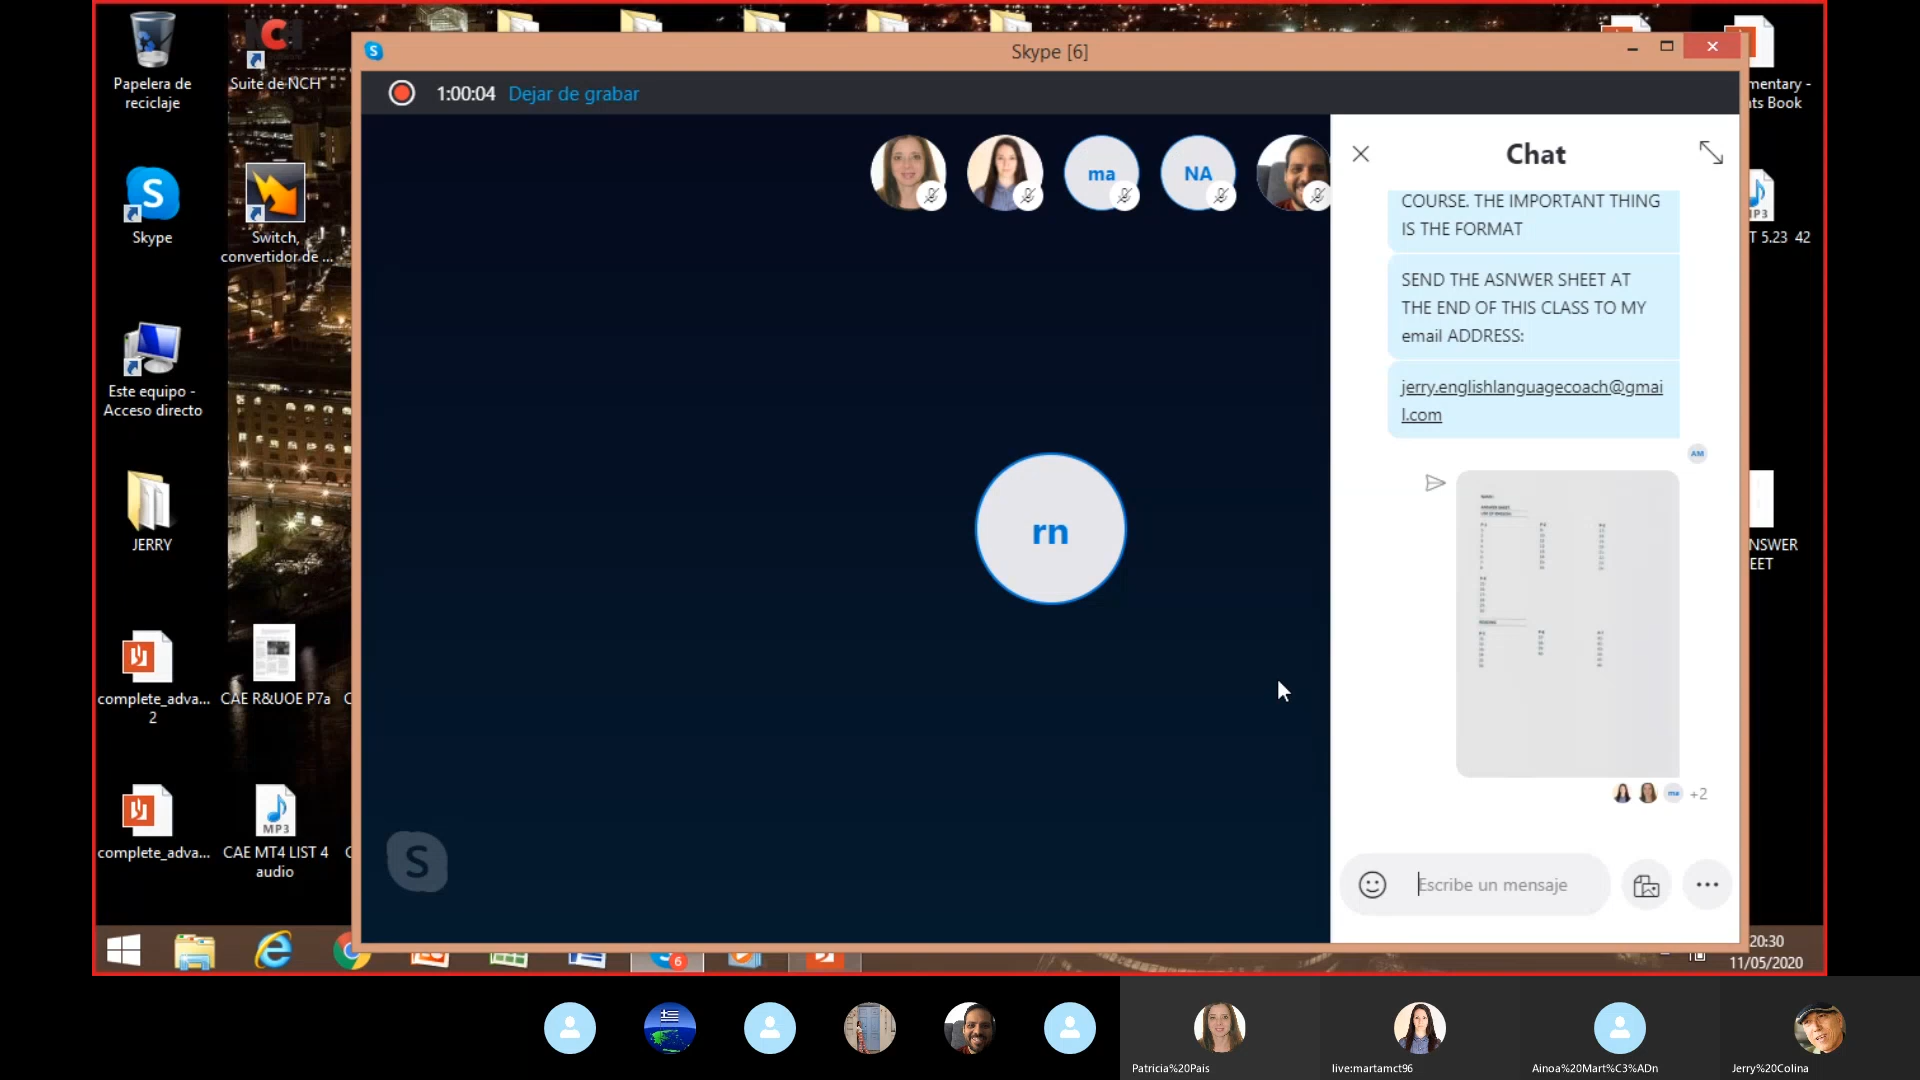 Papelera de
reciclaje
Suite de NCH
Skype
Switch,
convertidor de ...
Este equipo -
Acceso directo
JERRY
complete_adva...
2
CAE R&UOE P7a
complete_adva...
MP3
CAE MT4 LIST 4
audio
Skype [6]
1:00:04 Dejar de grabar
ma
NA
rn
Chat
COURSE. THE IMPORTANT THING
IS THE FORMAT
SEND THE ASNWER SHEET AT
THE END OF THIS CLASS TO MY
email ADDRESS:
jerry.englishlanguagecoach@gmai
l.com
AM
ma
+2
Escribe un mensaje
mentary -
ts Book
T 5.23 42
NSWER
EET
6
20:30
11/05/2020
Patricia%20Pais
live:martamct96
Ainoa%20Mart%C3%ADn
Jerry%20Colina